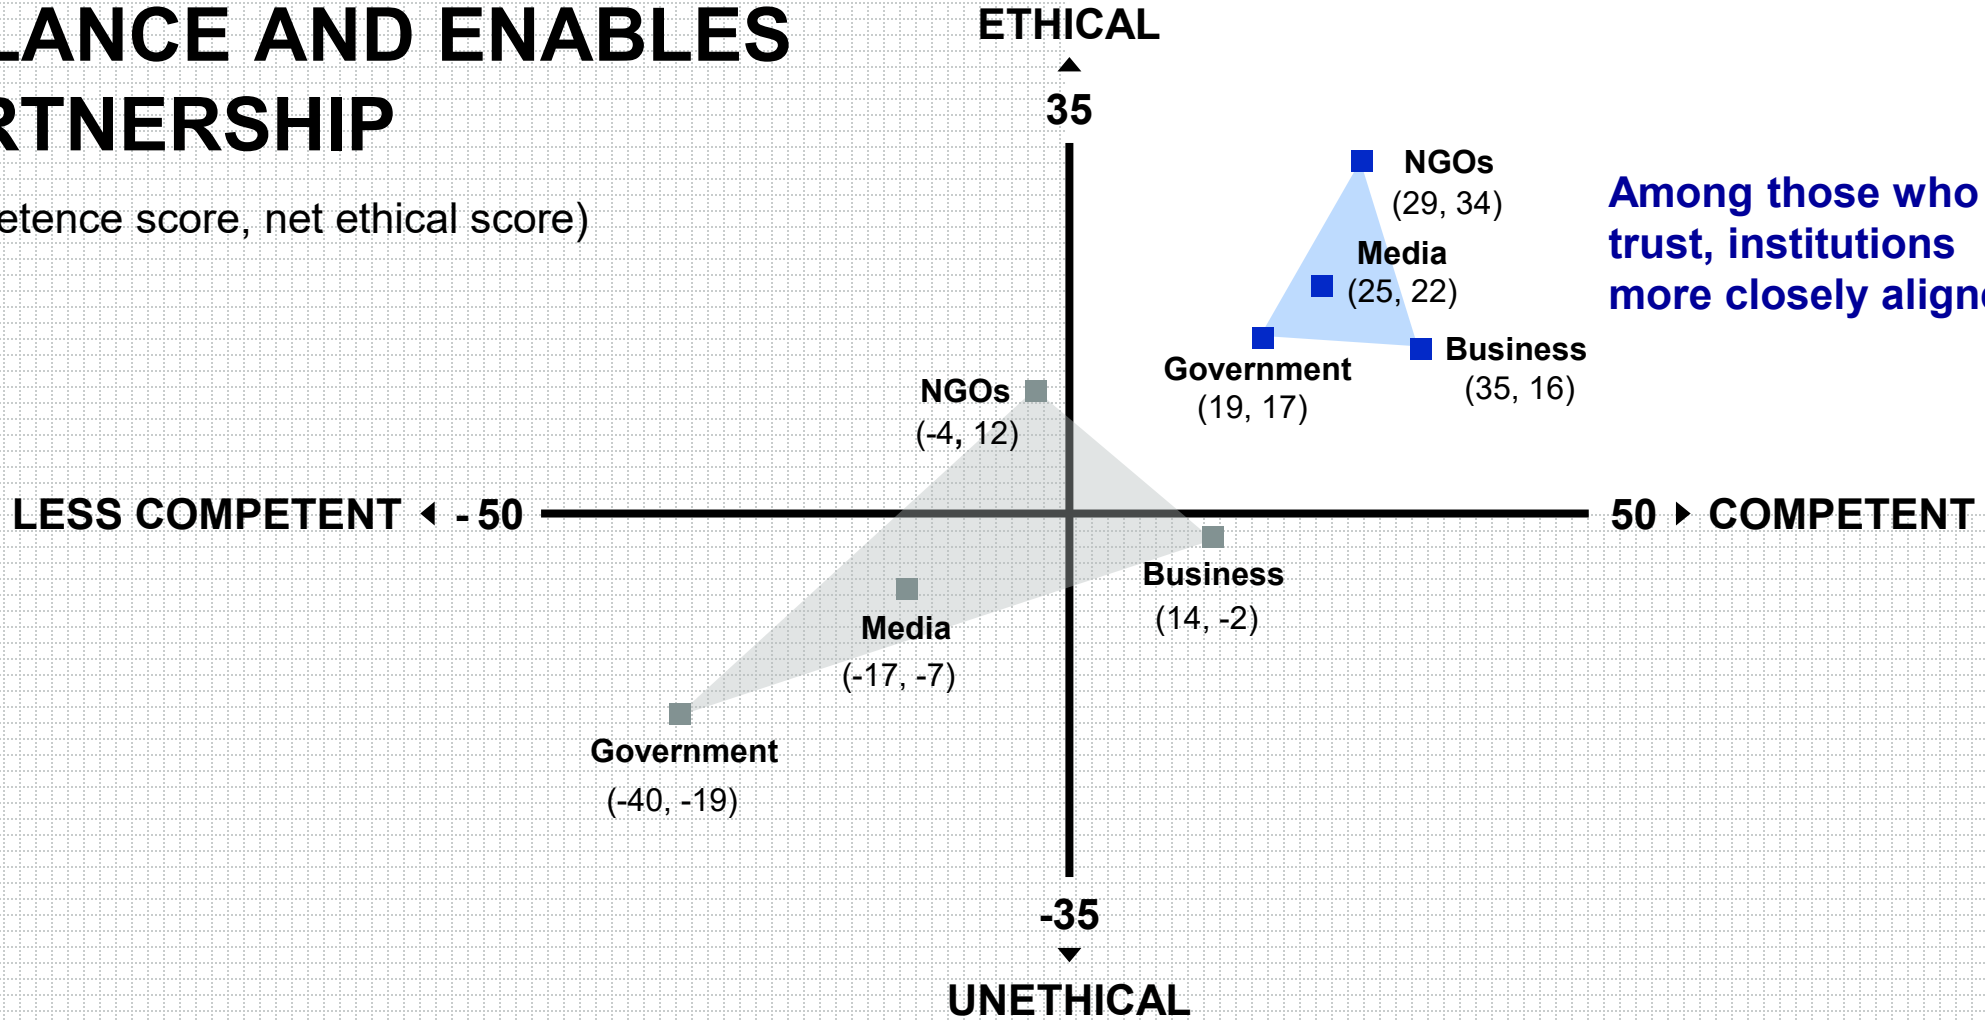 LANCE AND ENABLES
RTNERSHIP
etence score, net ethical score)
ETHICAL
35
NGOs
(29, 34)
Media
(25, 22)
Government
(19, 17)
Business
(35, 16)
Among those who
trust, institutions
more closely aligne
NGOs
(-4, 12)
LESS COMPETENT ◄ - 50
50 ► COMPETENT
Business
(14, -2)
Media
(-17, -7)
Government
(-40, -19)
-35
UNETHICAL